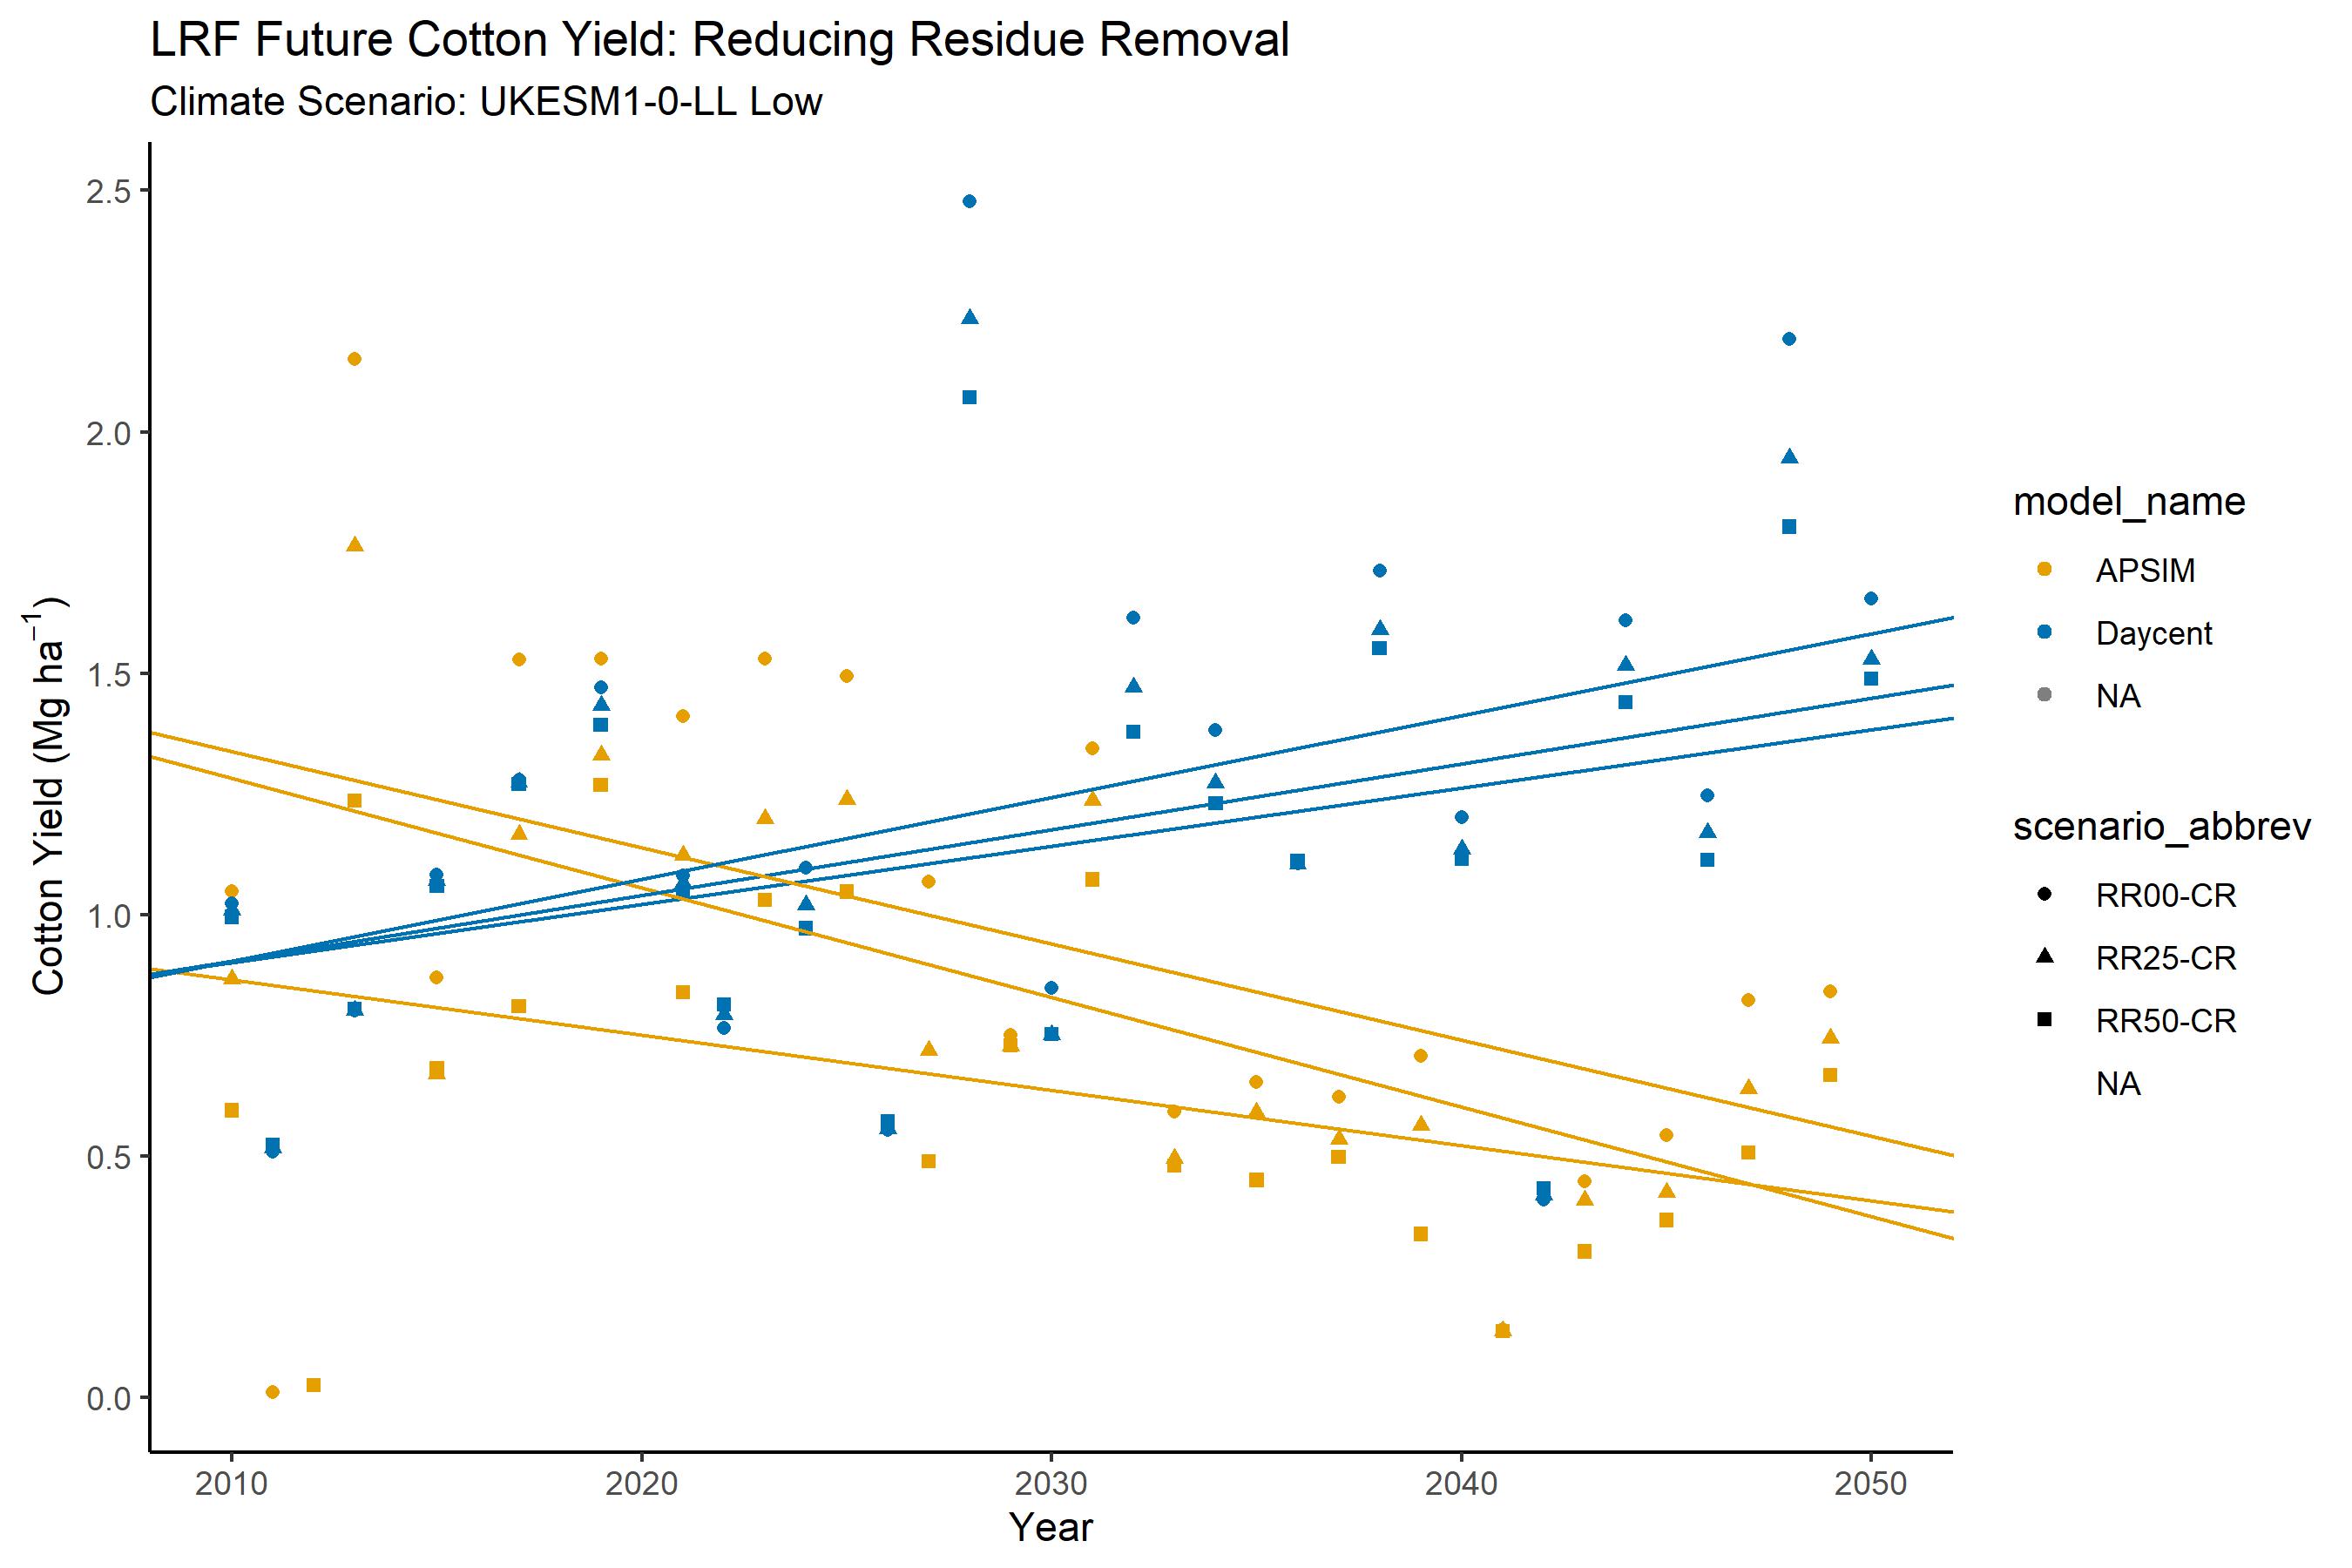 LRF Future Cotton Yield: Reducing Residue Removal
Climate Scenario: UKESM1-0-LL Low
Cotton Yield (Mg ha⁻¹)
2.5
2.0
1.5
1.0
0.5
0.0
2010 2020 2030 2040 2050
Year
model_name
APSIM
Daycent
NA
scenario_abbrev
RR00-CR
RR25-CR
RR50-CR
NA